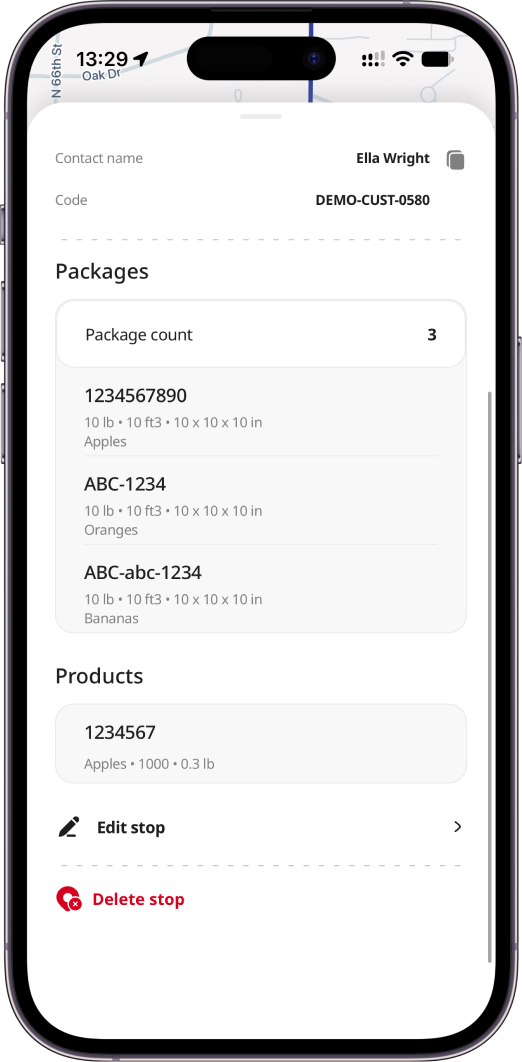 13:29
N 66th St
Oak Dr
Contact name
Ella Wright
Code
DEMO-CUST-0580
Packages
Package count
3
1234567890
10 lb • 10 ft3 • 10 x 10 x 10 in
Apples
ABC-1234
10 lb • 10 ft3 • 10 x 10 x 10 in
Oranges
ABC-abc-1234
10 lb • 10 ft3 • 10 x 10 x 10 in
Bananas
Products
1234567
Apples • 1000 • 0.3 lb
Edit stop
Delete stop